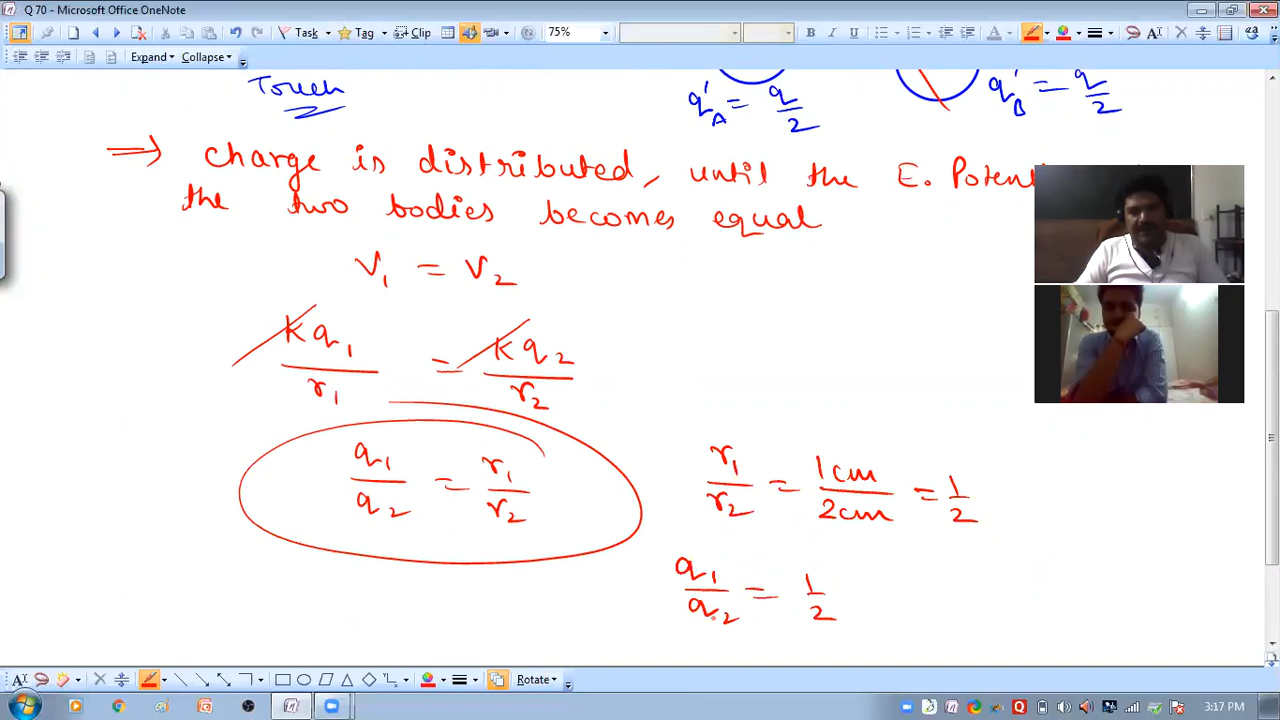 Q 70 - Microsoft Office OneNote
Task Tag Clip 75% B I U
Expand Collapse
Touch
q'A = q/2 q'B = q/2
⇒ charge is distributed, until the E.
the two bodies becomes equal
V1 = V2
Kq1/r1 = Kq2/r2
q1/q2 = r1/r2
r1/r2 = 1cm/2cm = 1/2
q1/q2 = 1/2
Rotate
3:17 PM